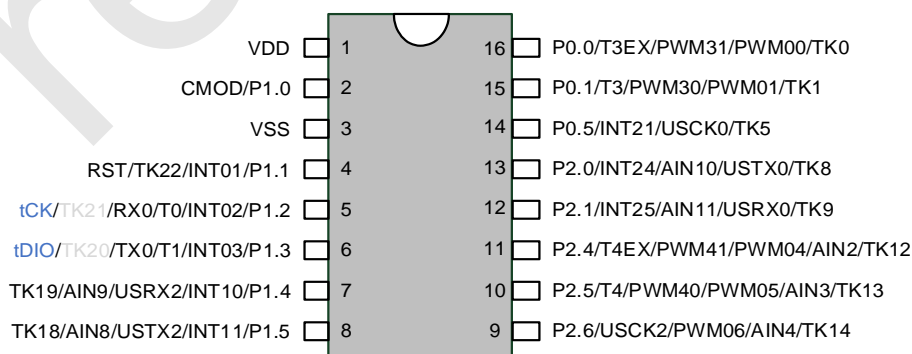 VDD 1 16 P0.0/T3EX/PWM31/PWM00/TK0
CMOD/P1.0 2 15 P0.1/T3/PWM30/PWM01/TK1
VSS 3 14 P0.5/INT21/USCK0/TK5
RST/TK22/INT01/P1.1 4 13 P2.0/INT24/AIN10/USTX0/TK8
tCK/TK21/RX0/T0/INT02/P1.2 5 12 P2.1/INT25/AIN11/USRX0/TK9
tDIO/TK20/TX0/T1/INT03/P1.3 6 11 P2.4/T4EX/PWM41/PWM04/AIN2/TK12
TK19/AIN9/USRX2/INT10/P1.4 7 10 P2.5/T4/PWM40/PWM05/AIN3/TK13
TK18/AIN8/USTX2/INT11/P1.5 8 9 P2.6/USCK2/PWM06/AIN4/TK14